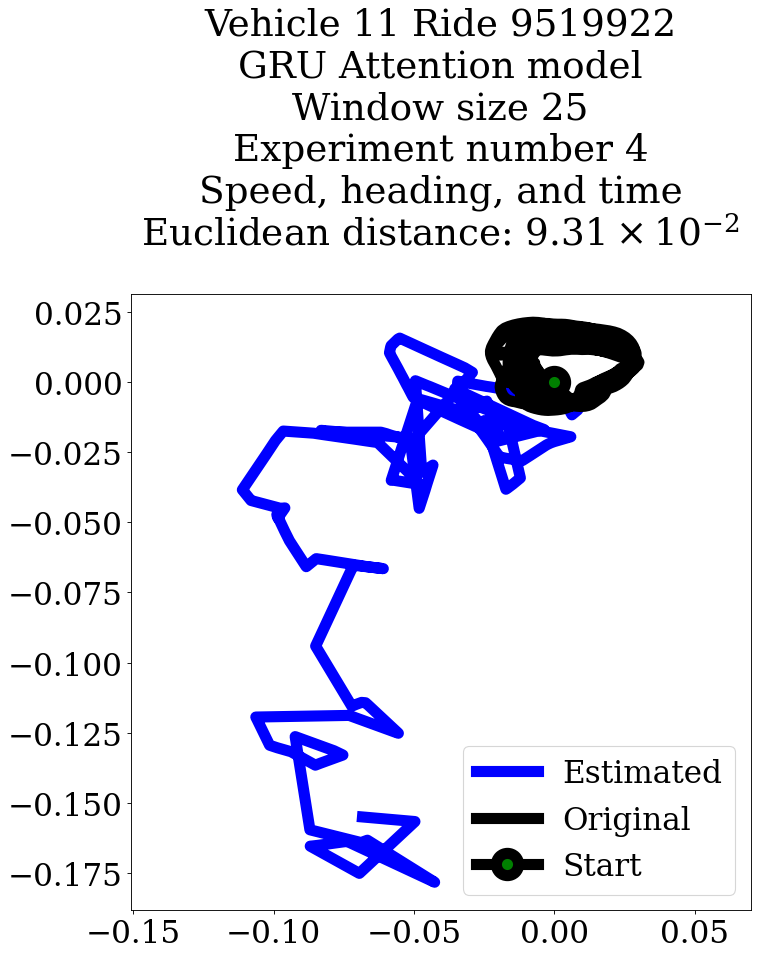 Vehicle 11 Ride 9519922
GRU Attention model
Window size 25
Experiment number 4
Speed, heading, and time
Euclidean distance: 9.31 × 10⁻²
0.025
0.000
−0.025
−0.050
−0.075
−0.100
−0.125
−0.150
−0.175
−0.15 −0.10 −0.05 0.00 0.05
Estimated
Original
Start